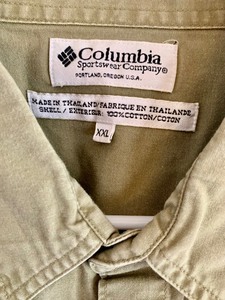 Columbia
Sportswear Company®
PORTLAND, OREGON U.S.A.
MADE IN THAILAND/FABRIQUE EN THAILANDE
SHELL / EXTERIEUR: 100% COTTON/COTON
XXL